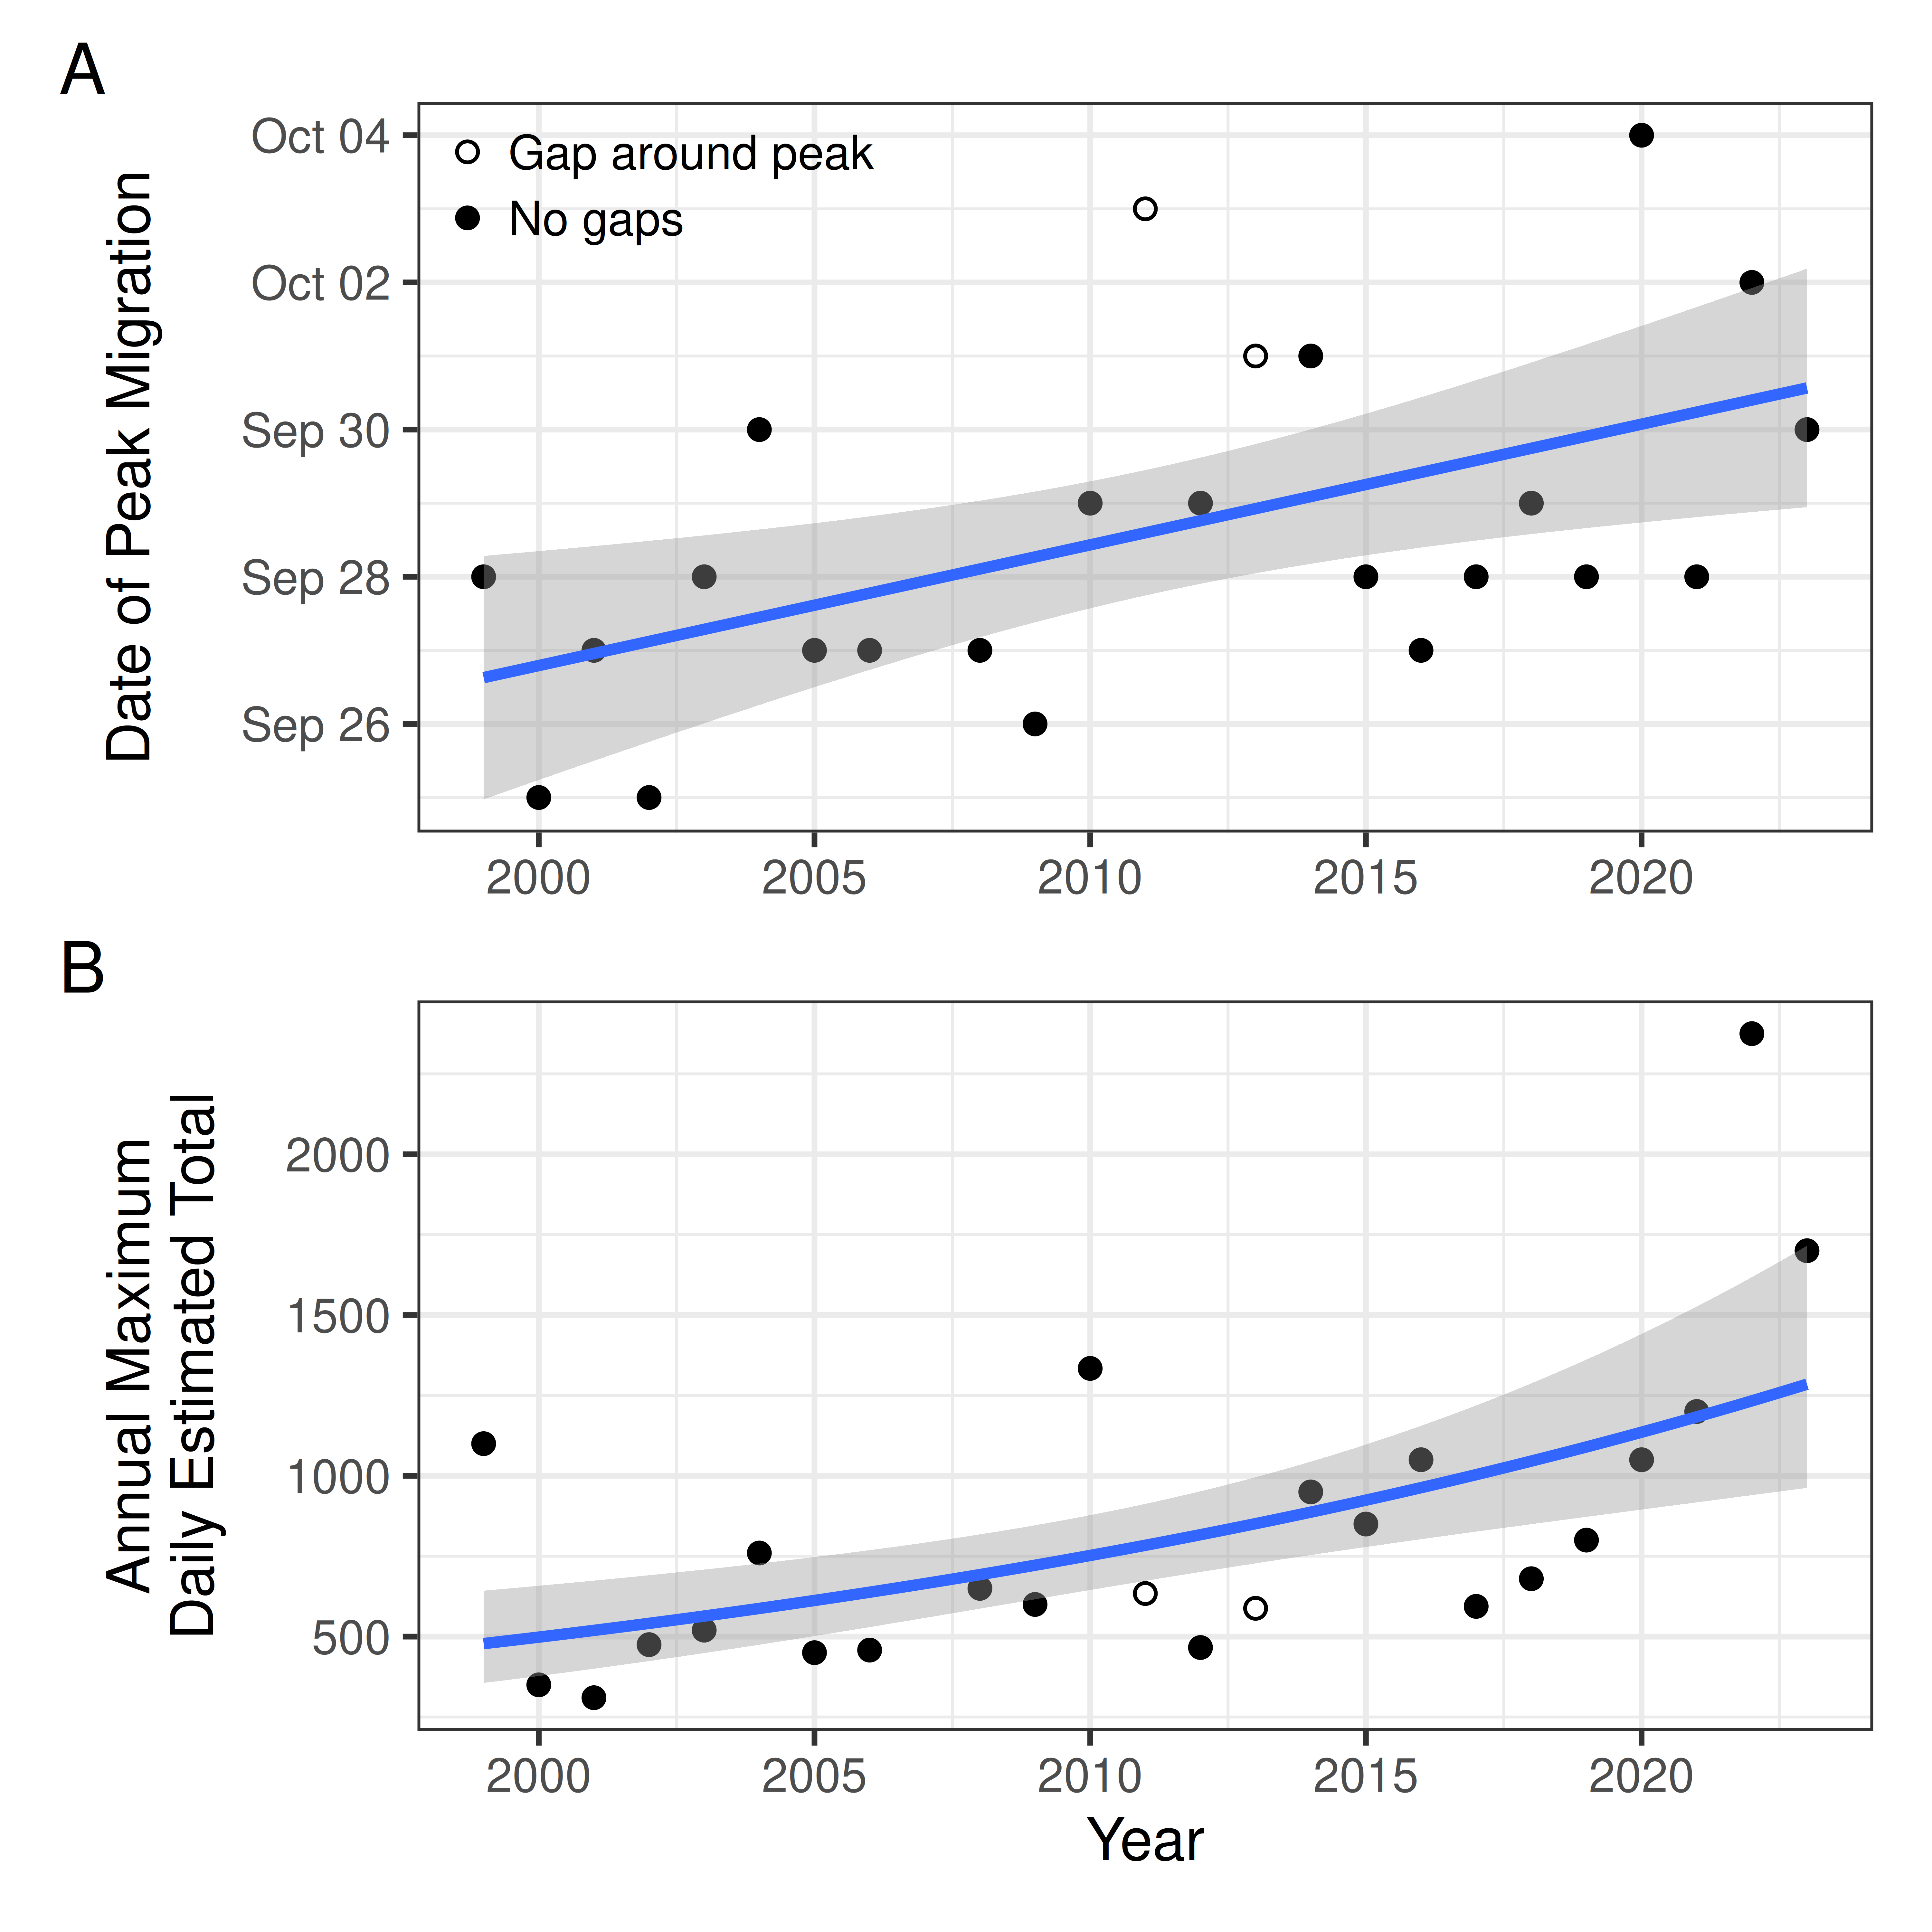 A
Date of Peak Migration
Oct 04
Oct 02
Sep 30
Sep 28
Sep 26
Gap around peak
No gaps
2000 2005 2010 2015 2020
B
Annual Maximum
Daily Estimated Total
2000
1500
1000
500
2000 2005 2010 2015 2020
Year